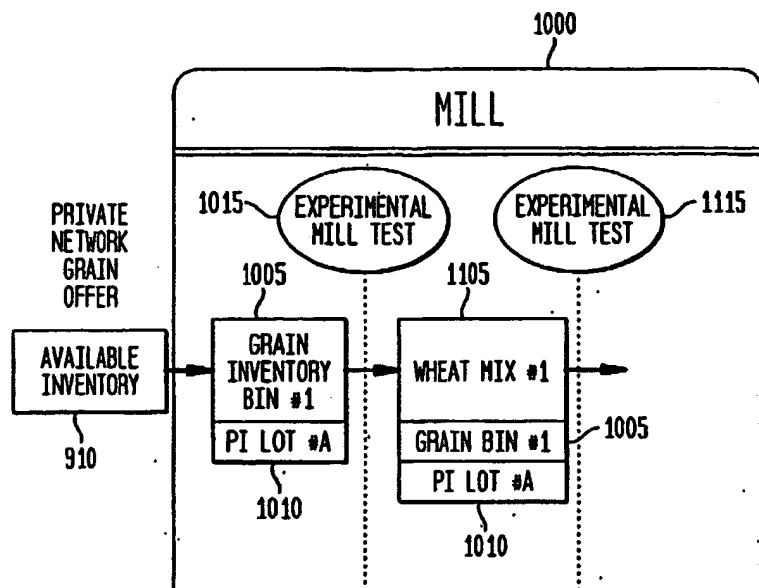 1000
MILL
PRIVATE
NETWORK
GRAIN
OFFER
1015
EXPERIMENTAL
MILL TEST
EXPERIMENTAL
MILL TEST
1115
1005
1105
AVAILABLE
INVENTORY
910
GRAIN
INVENTORY
BIN #1
PI LOT #A
1010
WHEAT MIX #1
GRAIN BIN #1
1005
PI LOT #A
1010